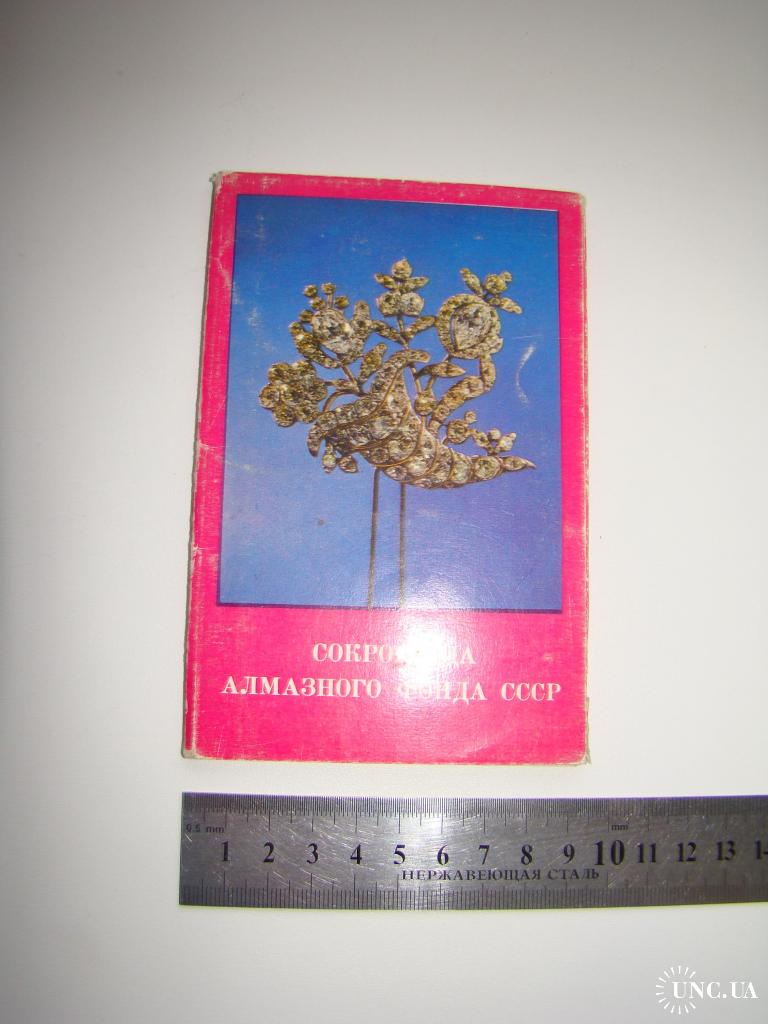 АЛМАЗНОГО ФОНДА СССР
0.5 mm
mm
1 2 3 4 5 6 7 8 9 10 11 12 13
НЕРЖАВЕЮЩАЯ СТАЛЬ
UNC.UA